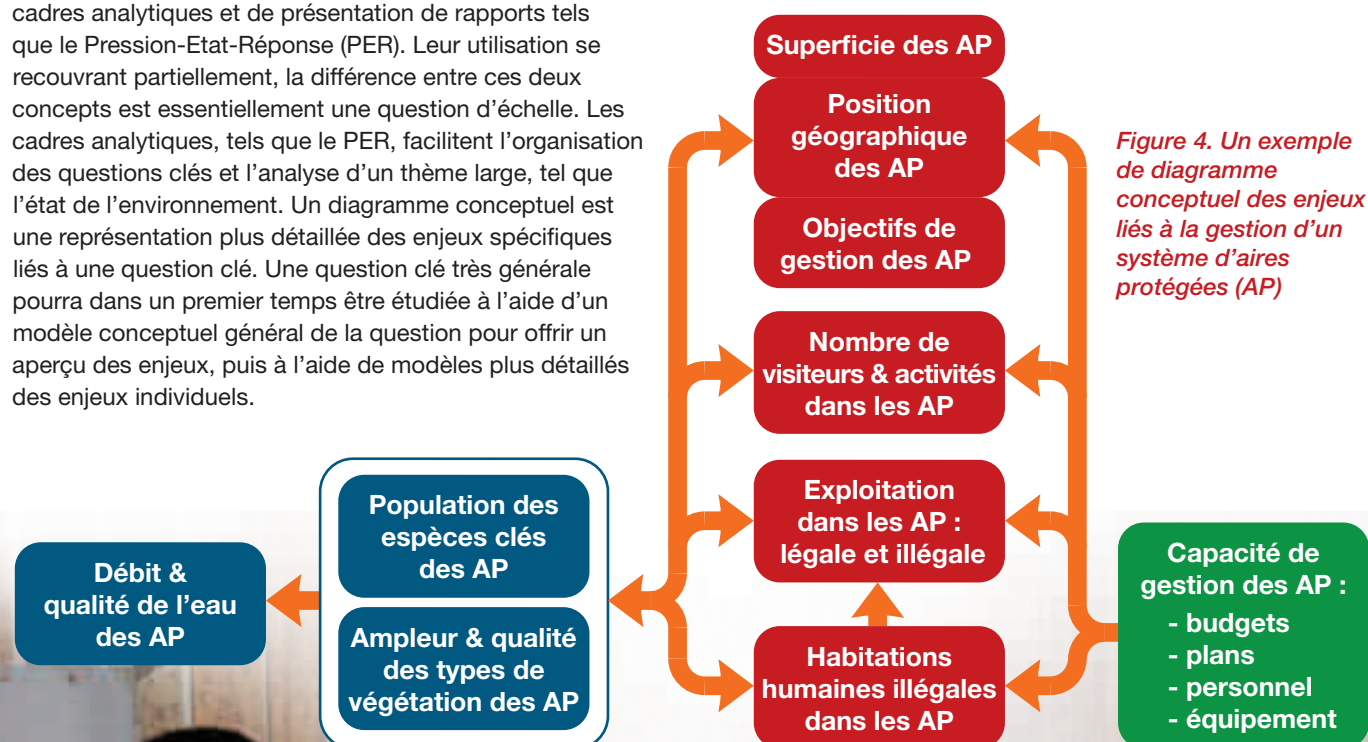 cadres analytiques et de présentation de rapports tels
que le Pression-Etat-Réponse (PER). Leur utilisation se
recouvrant partiellement, la différence entre ces deux
concepts est essentiellement une question d’échelle. Les
cadres analytiques, tels que le PER, facilitent l’organisation
des questions clés et l’analyse d’un thème large, tel que
l’état de l’environnement. Un diagramme conceptuel est
une représentation plus détaillée des enjeux spécifiques
liés à une question clé. Une question clé très générale
pourra dans un premier temps être étudiée à l’aide d’un
modèle conceptuel général de la question pour offrir un
aperçu des enjeux, puis à l’aide de modèles plus détaillés
des enjeux individuels.
Superficie des AP
Position
géographique
des AP
Objectifs de
gestion des AP
Nombre de
visiteurs & activités
dans les AP
Exploitation
dans les AP :
légale et illégale
Habitations
humaines illégales
dans les AP
Figure 4. Un exemple
de diagramme
conceptuel des enjeux
liés à la gestion d’un
système d’aires
protégées (AP)
Population des
espèces clés
des AP
Ampleur & qualité
des types de
végétation des AP
Débit &
qualité de l’eau
des AP
Capacité de
gestion des AP :
- budgets
- plans
- personnel
- équipement